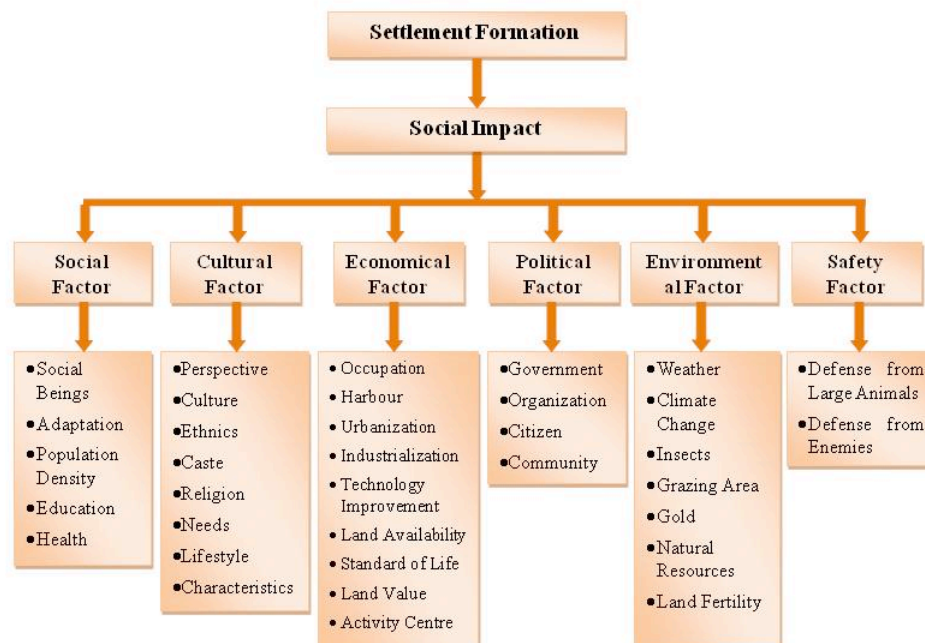 Settlement Formation
Social Impact
Social
Factor
Cultural
Factor
Economical
Factor
Political
Factor
Environment
al Factor
Safety
Factor
•Social
Beings
•Adaptation
•Population
Density
•Education
•Health
•Perspective
•Culture
•Ethnics
•Caste
•Religion
•Needs
•Lifestyle
•Characteristics
• Occupation
• Harbour
• Urbanization
• Industrialization
• Technology
Improvement
• Land Availability
• Standard of Life
• Land Value
• Activity Centre
•Government
•Organization
•Citizen
•Community
•Weather
•Climate
Change
•Insects
•Grazing Area
•Gold
•Natural
Resources
•Land Fertility
•Defense from
Large Animals
•Defense from
Enemies